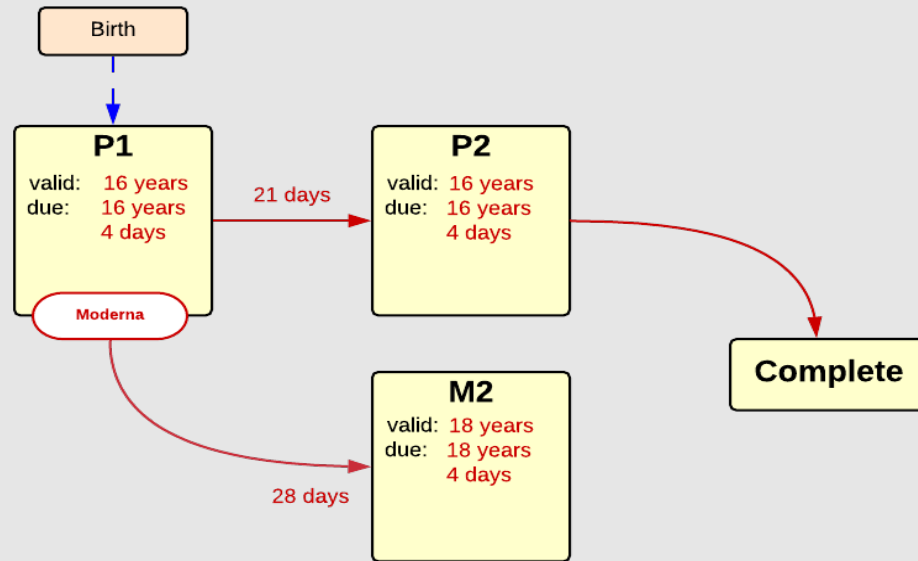 Birth
P1
valid: 16 years
due: 16 years
4 days
Moderna
21 days
P2
valid: 16 years
due: 16 years
4 days
Complete
28 days
M2
valid: 18 years
due: 18 years
4 days